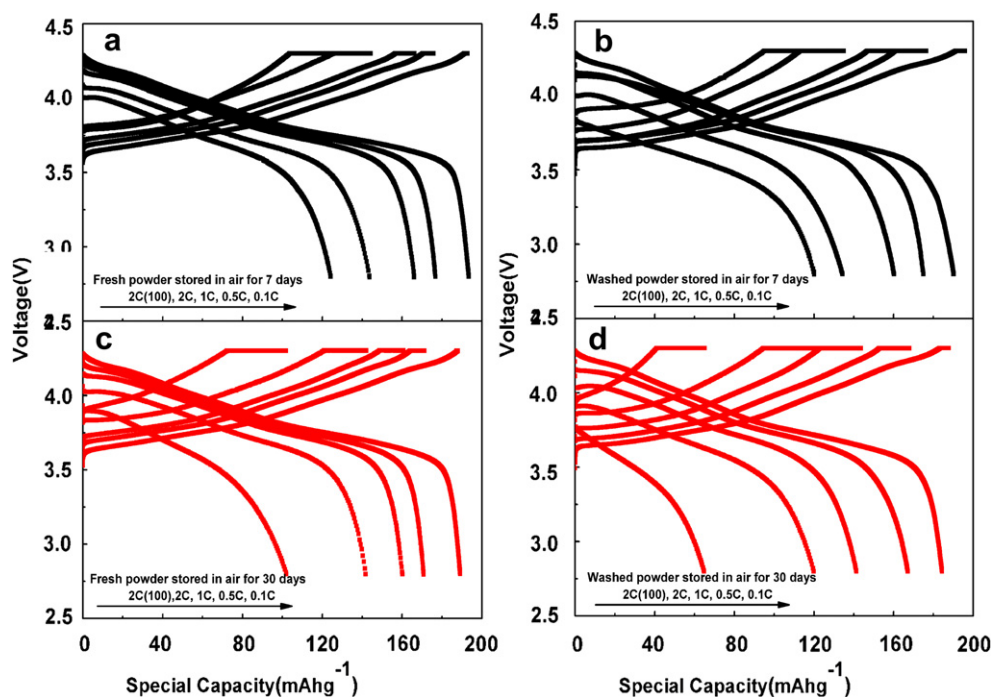 4.5
a
4.0
3.5
3.0
Fresh powder stored in air for 7 days
2C(100), 2C, 1C, 0.5C, 0.1C
4.5
b
4.0
3.5
3.0
Washed powder stored in air for 7 days
2C(100), 2C, 1C, 0.5C, 0.1C
Voltage(V)
Voltage(V)
4.5
c
4.0
3.5
3.0
2.5
Fresh powder stored in air for 30 days
2C(100),2C, 1C, 0.5C, 0.1C
4.5
d
4.0
3.5
3.0
2.5
Washed powder stored in air for 30 days
2C(100), 2C, 1C, 0.5C, 0.1C
0 40 80 120 160 200
0 40 80 120 160 200
Special Capacity(mAhg-1)
Special Capacity(mAhg-1)